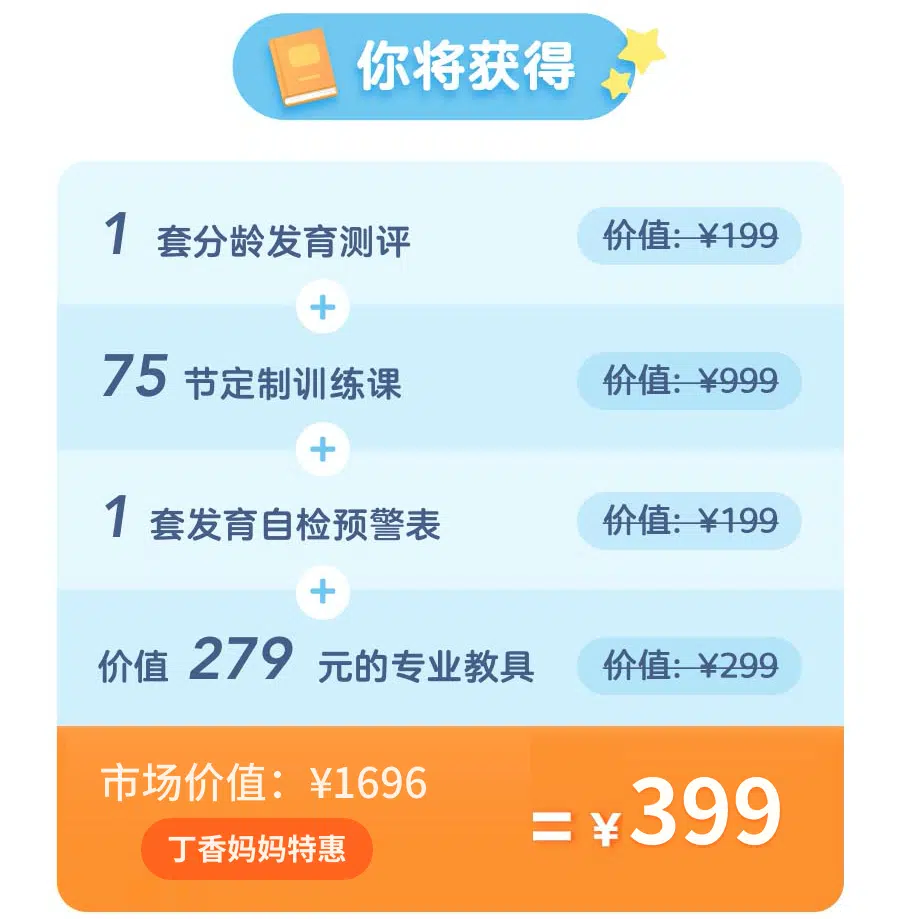 你将获得
1 套分龄发育测评 价值: ¥199
+
75 节定制训练课 价值: ¥999
+
1 套发育自检预警表 价值: ¥199
+
价值 279 元的专业教具 价值: ¥299
市场价值: ¥1696
丁香妈妈特惠
= ¥399